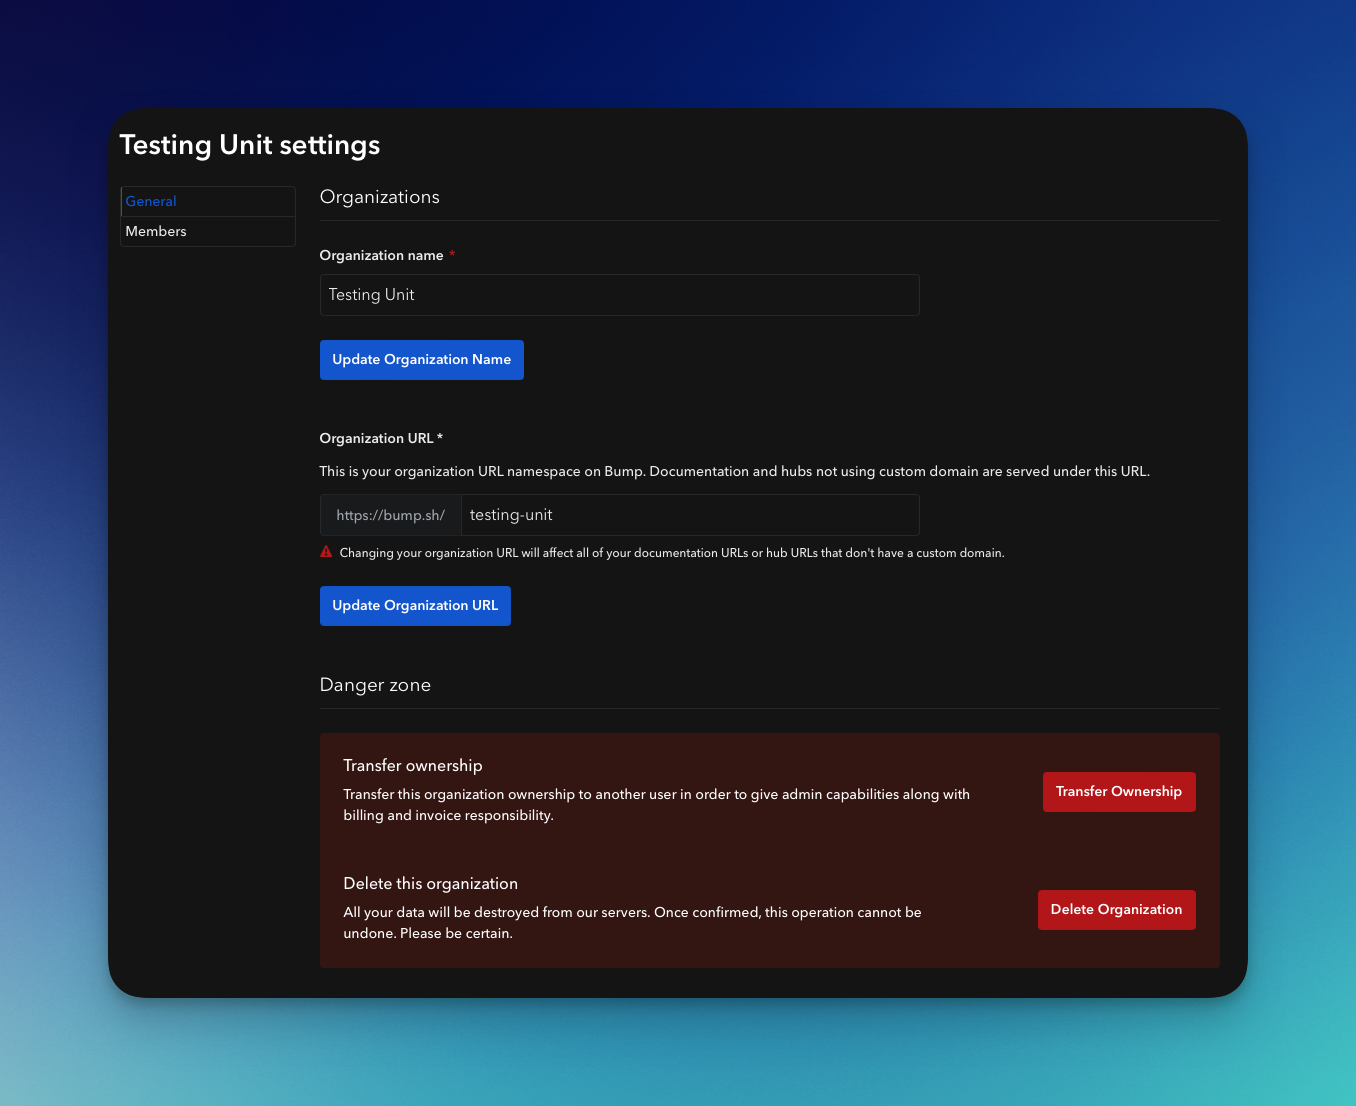 Testing Unit settings
General
Members
Organizations
Organization name *
Testing Unit
Update Organization Name
Organization URL *
This is your organization URL namespace on Bump. Documentation and hubs not using custom domain are served under this URL.
https://bump.sh/ testing-unit
Changing your organization URL will affect all of your documentation URLs or hub URLs that don't have a custom domain.
Update Organization URL
Danger zone
Transfer ownership
Transfer this organization ownership to another user in order to give admin capabilities along with
billing and invoice responsibility.
Transfer Ownership
Delete this organization
All your data will be destroyed from our servers. Once confirmed, this operation cannot be
undone. Please be certain.
Delete Organization